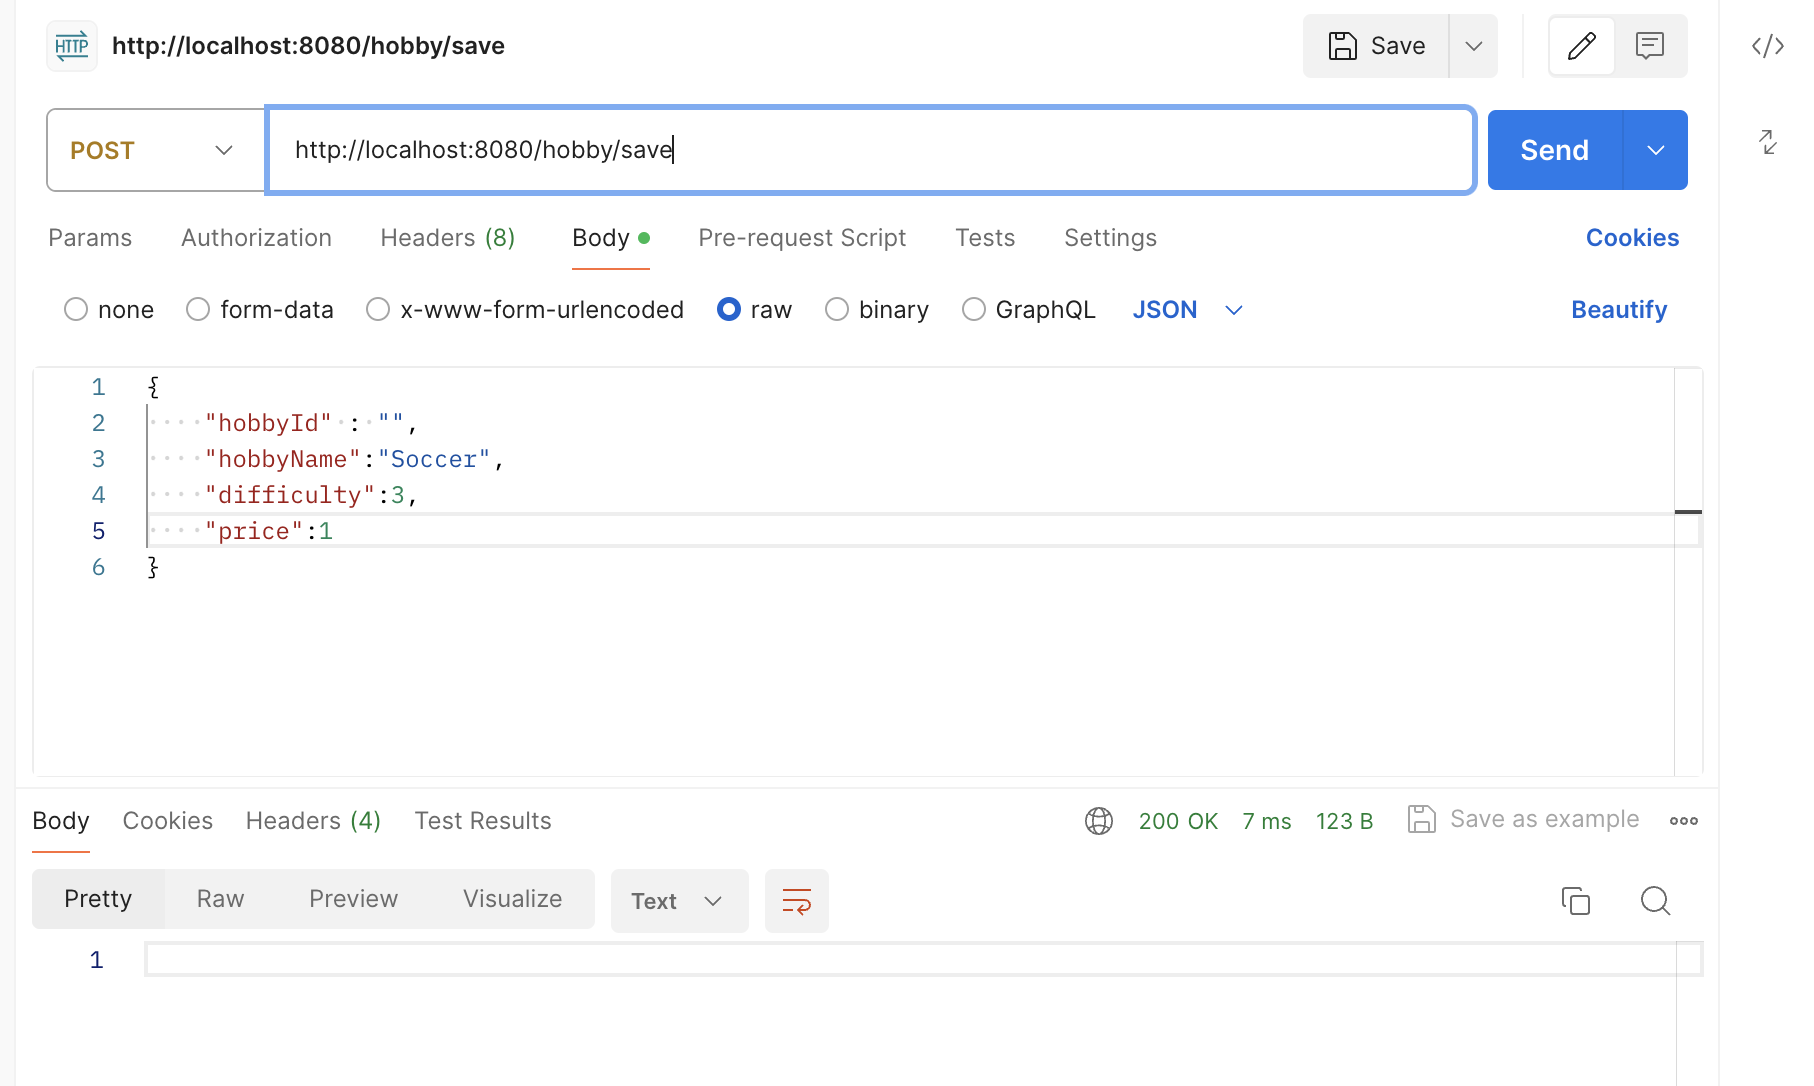 HTTP http://localhost:8080/hobby/save Save
POST http://localhost:8080/hobby/save Send
Params Authorization Headers (8) Body Pre-request Script Tests Settings Cookies
none form-data x-www-form-urlencoded raw binary GraphQL JSON Beautify
1 {
2 "hobbyId" : "",
3 "hobbyName":"Soccer",
4 "difficulty":3,
5 "price":1
6 }
Body Cookies Headers (4) Test Results 200 OK 7 ms 123 B Save as example
Pretty Raw Preview Visualize Text
1